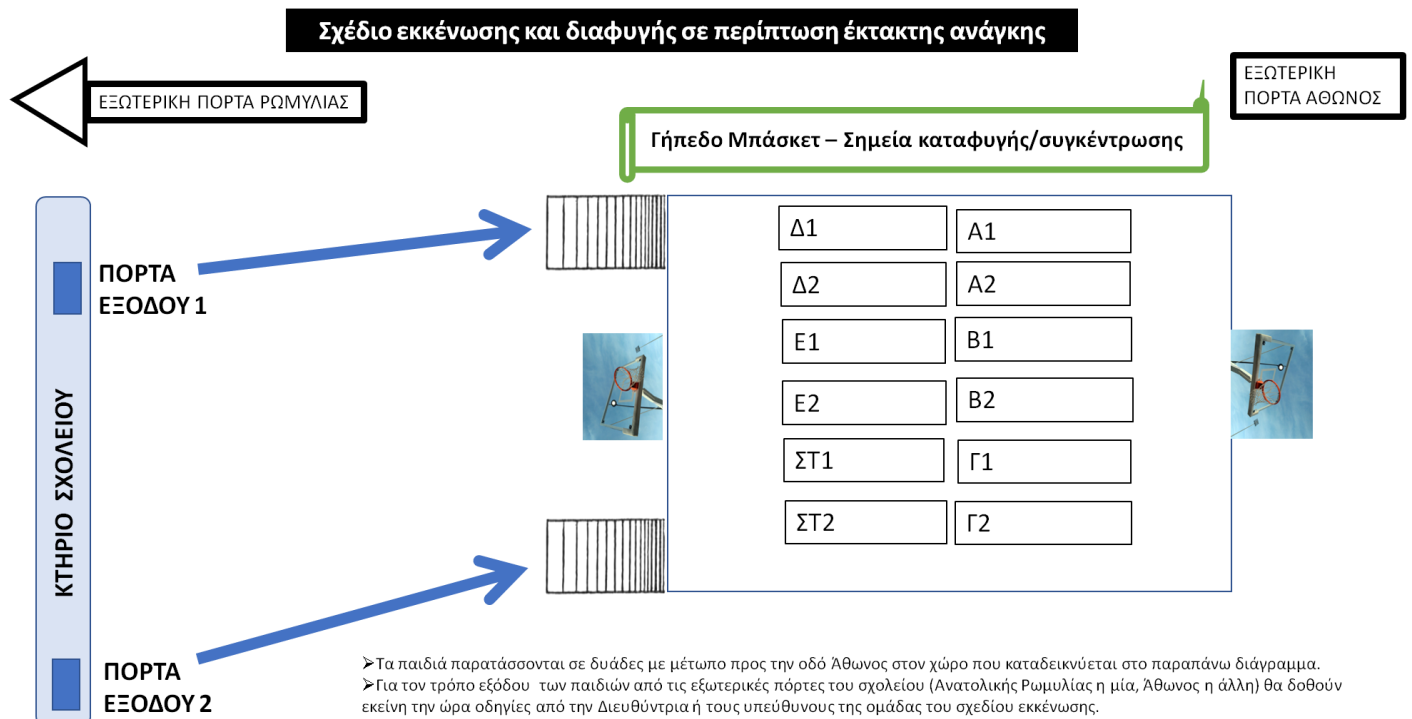 Σχέδιο εκκένωσης και διαφυγής σε περίπτωση έκτακτης ανάγκης
ΕΞΩΤΕΡΙΚΗ ΠΟΡΤΑ ΡΩΜΥΛΙΑΣ
ΕΞΩΤΕΡΙΚΗ
ΠΟΡΤΑ ΑΘΩΝΟΣ
Γήπεδο Μπάσκετ – Σημεία καταφυγής/συγκέντρωσης
ΠΟΡΤΑ
ΕΞΟΔΟΥ 1
Δ1
Α1
Δ2
Α2
Ε1
Β1
Ε2
Β2
ΣΤ1
Γ1
ΣΤ2
Γ2
ΚΤΗΡΙΟ ΣΧΟΛΕΙΟΥ
ΠΟΡΤΑ
ΕΞΟΔΟΥ 2
➢Τα παιδιά παρατάσσονται σε δυάδες με μέτωπο προς την οδό Άθωνος στον χώρο που καταδεικνύεται στο παραπάνω διάγραμμα.
➢Για τον τρόπο εξόδου των παιδιών από τις εξωτερικές πόρτες του σχολείου (Ανατολικής Ρωμυλίας η μία, Άθωνος η άλλη) θα δοθούν
εκείνη την ώρα οδηγίες από την Διευθύντρια ή τους υπεύθυνους της ομάδας του σχεδίου εκκένωσης.